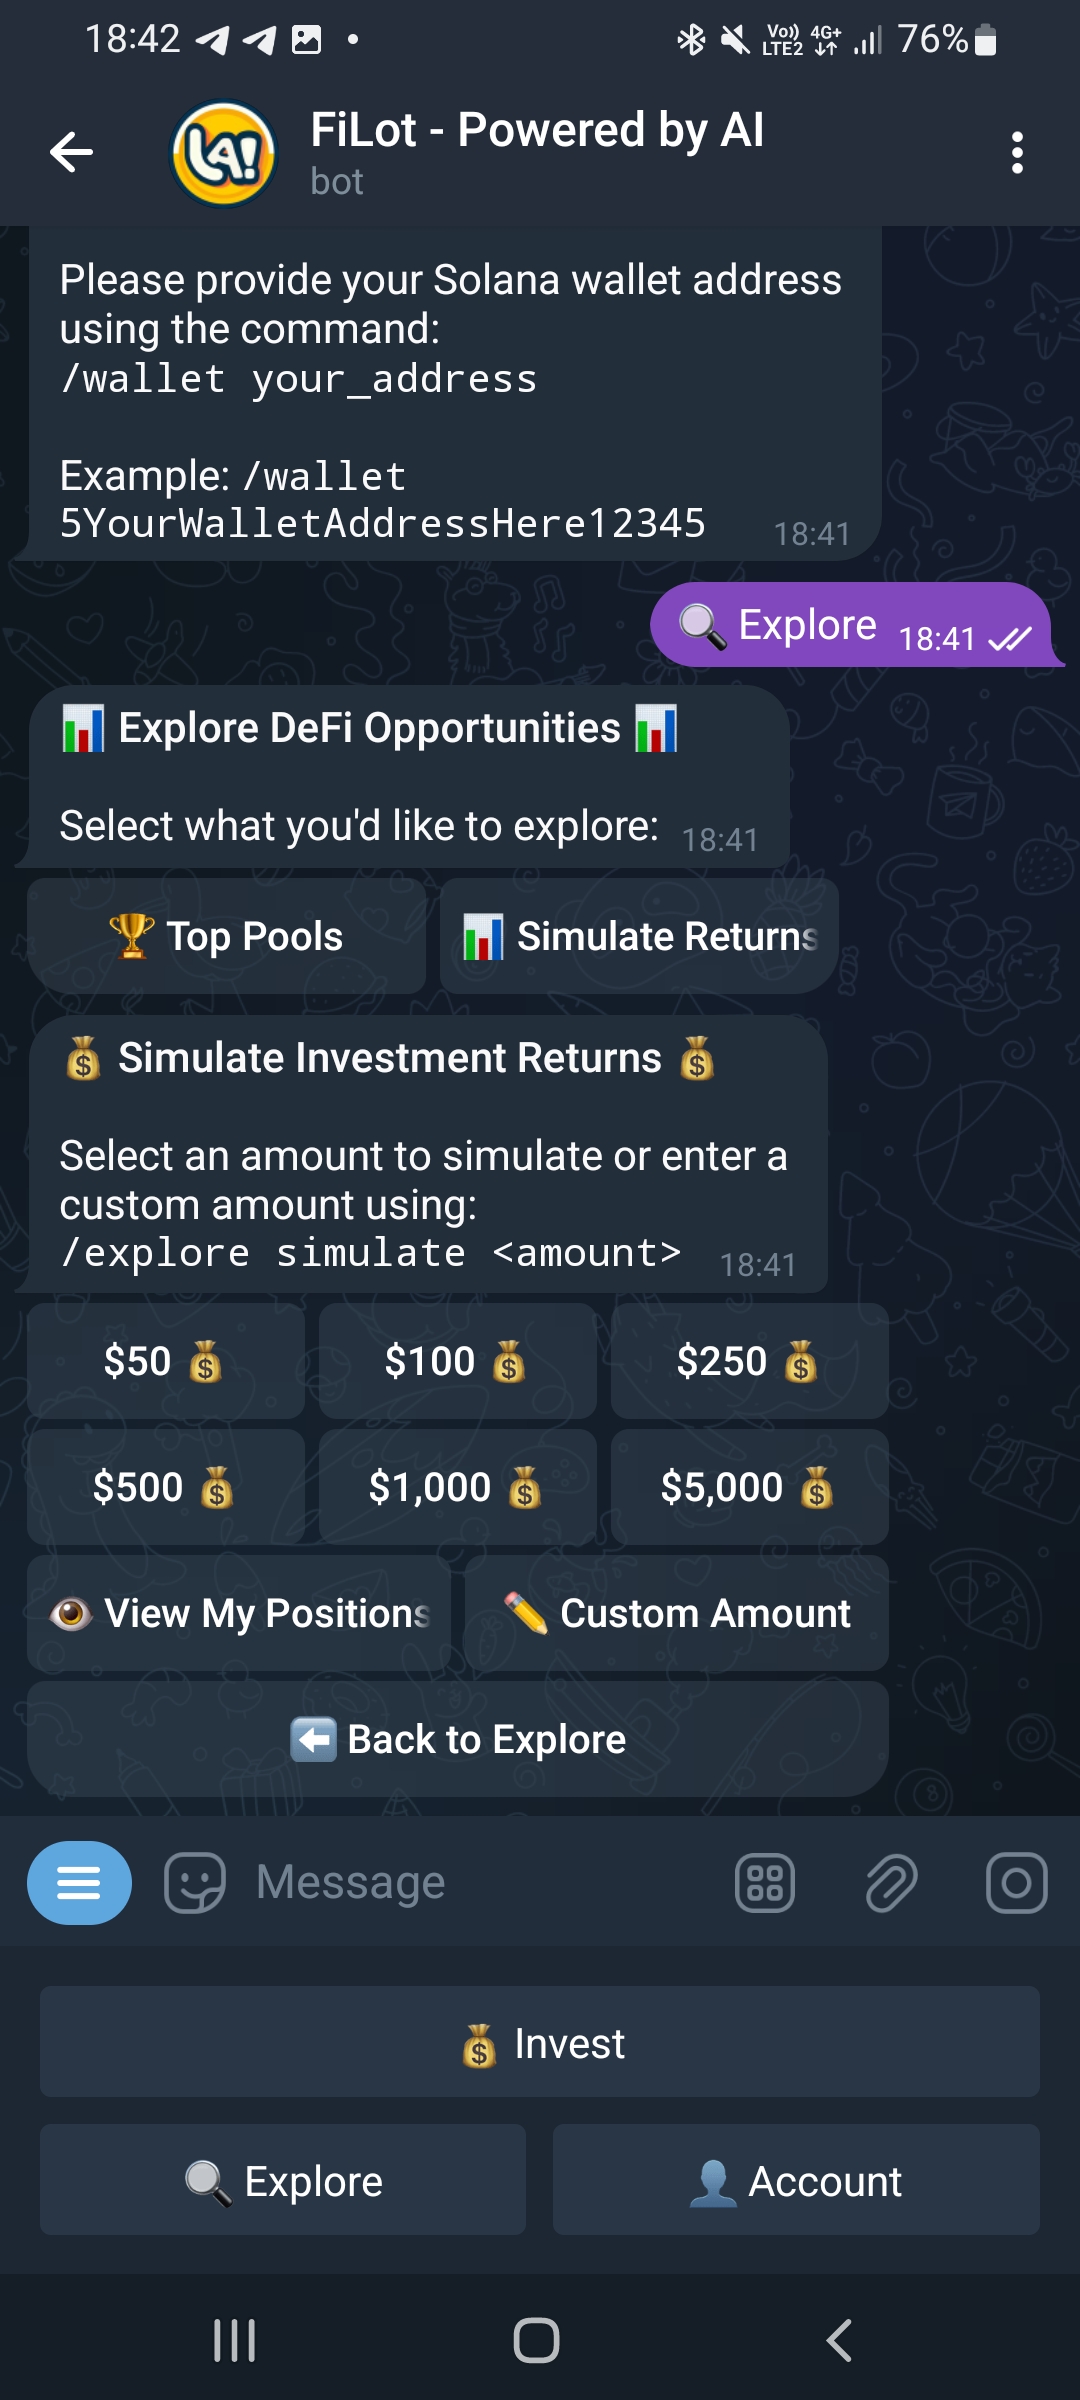 18:42
Vo)) LTE2 4G+ 76%
LA!
FiLot - Powered by AI
bot
Please provide your Solana wallet address
using the command:
/wallet your_address
Example: /wallet
5YourWalletAddressHere12345 18:41
🔍 Explore 18:41
📊 Explore DeFi Opportunities 📊
Select what you'd like to explore: 18:41
🏆 Top Pools 📊 Simulate Returns
💰 Simulate Investment Returns 💰
Select an amount to simulate or enter a
custom amount using:
/explore simulate <amount> 18:41
$50 💰 $100 💰 $250 💰
$500 💰 $1,000 💰 $5,000 💰
👁 View My Positions ✏️ Custom Amount
⬅️ Back to Explore
Message
💰 Invest
🔍 Explore 👤 Account